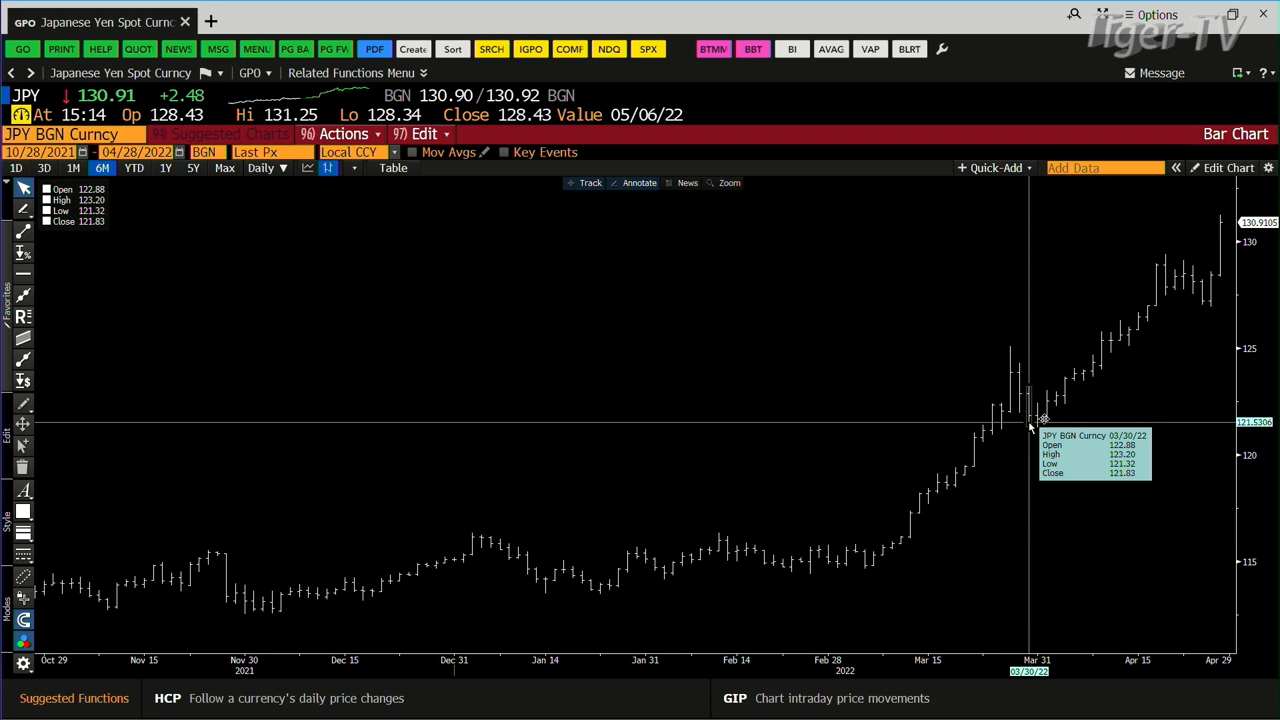 GPO Japanese Yen Spot Curnc × +
Options
Tiger-TV
GO PRINT HELP QUOT NEWS MSG MENU PG BA PG FW PDF Create Sort SRCH IGPO COMF NDQ SPX BTMM BBT BI AVAG VAP BLRT
Japanese Yen Spot Curncy GPO Related Functions Menu Message ?
JPY ↓ 130.91 +2.48 BGN 130.90/130.92 BGN
At 15:14 Op 128.43 Hi 131.25 Lo 128.34 Close 128.43 Value 05/06/22
JPY BGN Curncy 94) Suggested Charts 96) Actions 97) Edit Bar Chart
10/28/2021 - 04/28/2022 BGN Last Px Local CCY Mov Avgs Key Events
1D 3D 1M 6M YTD 1Y 5Y Max Daily Table + Quick-Add Add Data « Edit Chart
Track Annotate News Zoom
Open 122.88
High 123.20
Low 121.32
Close 121.83
Favorites
Edit
Style
Modes
130.9105
130
125
121.5306
120
115
JPY BGN Curncy 03/30/22
Open 122.88
High 123.20
Low 121.32
Close 121.83
Oct 29 Nov 15 Nov 30 Dec 15 Dec 31 Jan 14 Jan 31 Feb 14 Feb 28 Mar 15 Mar 31 Apr 15 Apr 29
2021 2022 03/30/22
Suggested Functions HCP Follow a currency's daily price changes GIP Chart intraday price movements